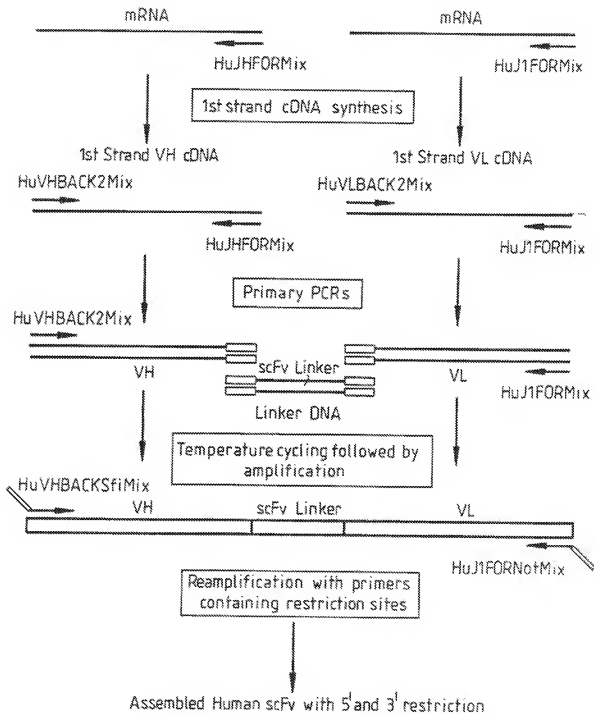 mRNA
mRNA
HuJHFORMix
HuJ1FORMix
1st strand cDNA synthesis
1st Strand VH cDNA
1st Strand VL cDNA
HuVHBACK2Mix
HuVLBACK2Mix
HuJHFORMix
HuJ1FORMix
Primary PCRs
HuVHBACK2Mix
VH
scFv Linker
VL
HuJ1FORMix
Linker DNA
Temperature cycling followed by
amplification
HuVHBACKSfiMix
VH
scFv Linker
VL
HuJ1FORNotMix
Reamplification with primers
containing restriction sites
Assembled Human scFv with 5' and 3' restriction